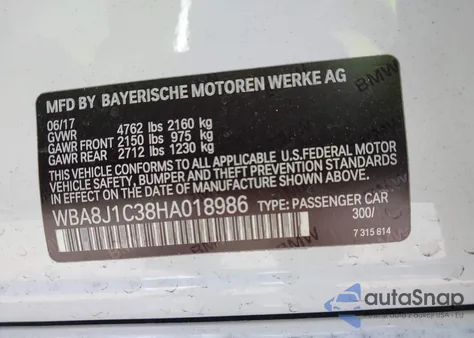 MFD BY BAYERISCHE MOTOREN WERKE AG
06/17
GVWR 4762 lbs 2160 kg
GAWR FRONT 2150 lbs 975 kg
GAWR REAR 2712 lbs 1230 kg
THIS VEHICLE CONFORMS TO ALL APPLICABLE U.S.FEDERAL MOTOR
VEHICLE SAFETY, BUMPER AND THEFT PREVENTION STANDARDS
IN EFFECT ON THE DATE OF MANUFACTURE SHOWN ABOVE.
WBA8J1C38HA018986 TYPE: PASSENGER CAR
300/
7 315 814
BMW
autoSnap